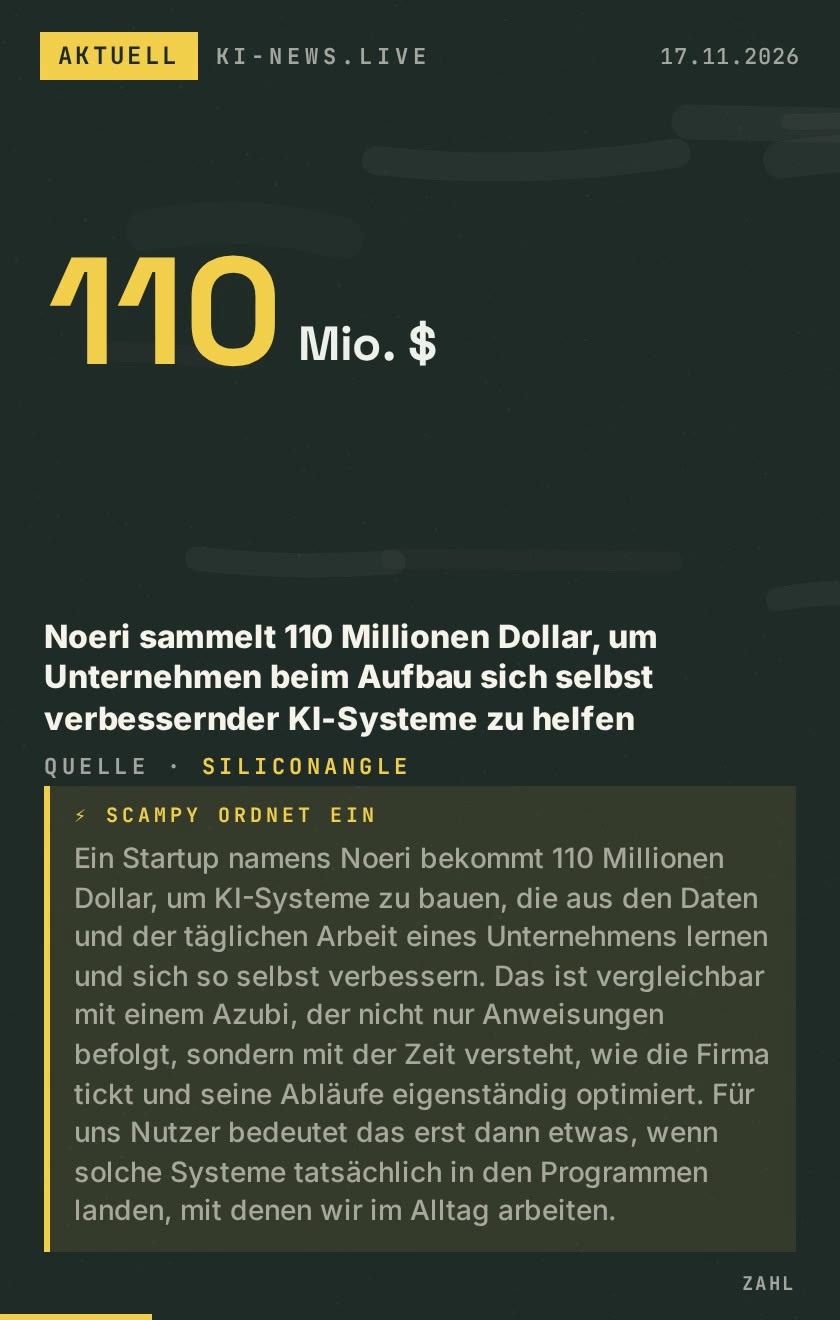 AKTUELL KI-NEWS.LIVE 17.11.2026
110 Mio. $
Noeri sammelt 110 Millionen Dollar, um
Unternehmen beim Aufbau sich selbst
verbessernder KI-Systeme zu helfen
QUELLE · SILICONANGLE
⚡ SCAMPY ORDNET EIN
Ein Startup namens Noeri bekommt 110 Millionen
Dollar, um KI-Systeme zu bauen, die aus den Daten
und der täglichen Arbeit eines Unternehmens lernen
und sich so selbst verbessern. Das ist vergleichbar
mit einem Azubi, der nicht nur Anweisungen
befolgt, sondern mit der Zeit versteht, wie die Firma
tickt und seine Abläufe eigenständig optimiert. Für
uns Nutzer bedeutet das erst dann etwas, wenn
solche Systeme tatsächlich in den Programmen
landen, mit denen wir im Alltag arbeiten.
ZAHL